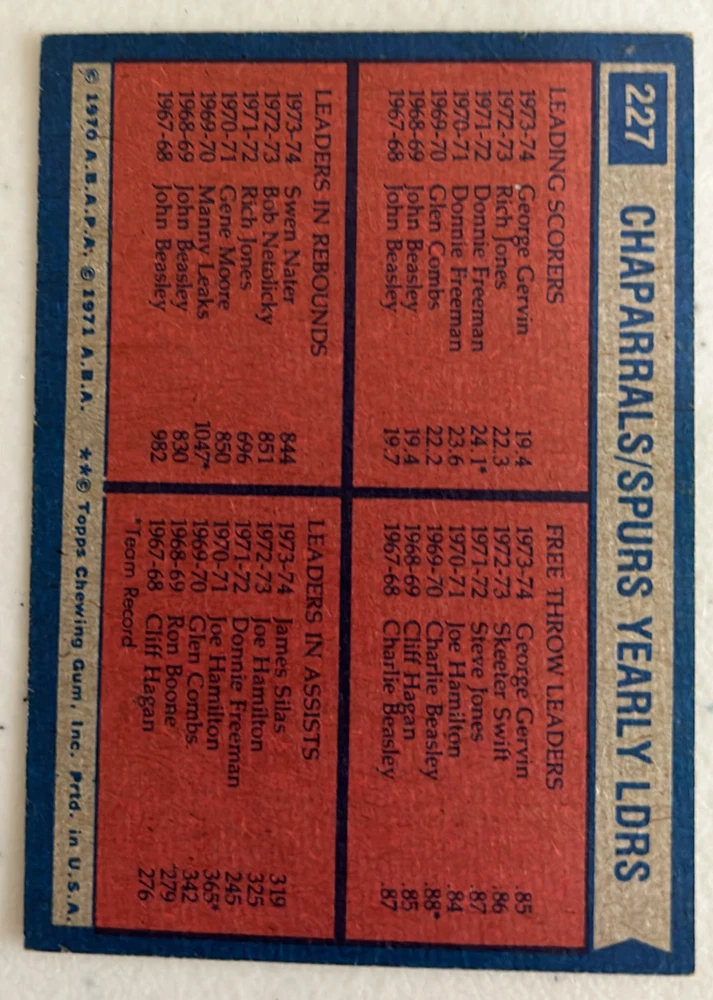 227 CHAPARRALS/SPURS YEARLY LDRS
LEADING SCORERS
1973-74 George Gervin 19.4
1972-73 Rich Jones 22.3
1971-72 Donnie Freeman 24.1*
1970-71 Donnie Freeman 23.6
1969-70 Glen Combs 22.2
1968-69 John Beasley 19.4
1967-68 John Beasley 19.7
FREE THROW LEADERS
1973-74 George Gervin .85
1972-73 Skeeter Swift .86
1971-72 Steve Jones .87
1970-71 Joe Hamilton .84
1969-70 Charlie Beasley .88*
1968-69 Cliff Hagan .85
1967-68 Charlie Beasley .87
LEADERS IN REBOUNDS
1973-74 Swen Nater 844
1972-73 Bob Netolicky 851
1971-72 Rich Jones 696
1970-71 Gene Moore 850
1969-70 Manny Leaks 1047*
1968-69 John Beasley 830
1967-68 John Beasley 982
LEADERS IN ASSISTS
1973-74 James Silas 319
1972-73 Joe Hamilton 325
1971-72 Donnie Freeman 245
1970-71 Joe Hamilton 365*
1969-70 Glen Combs 342
1968-69 Ron Boone 279
1967-68 Cliff Hagan 276
*Team Record
© 1970 A.B.A.P.A. © 1971 A.B.A. **© Topps Chewing Gum, Inc. Prtd. in U.S.A.